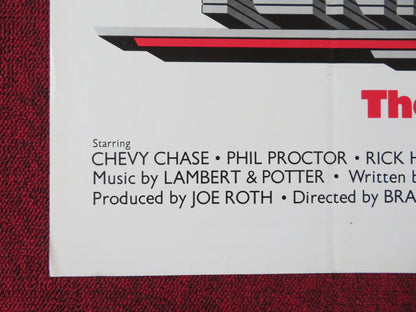 The
Starring
CHEVY CHASE • PHIL PROCTOR • RICK H
Music by LAMBERT & POTTER • Written b
Produced by JOE ROTH • Directed by BRA